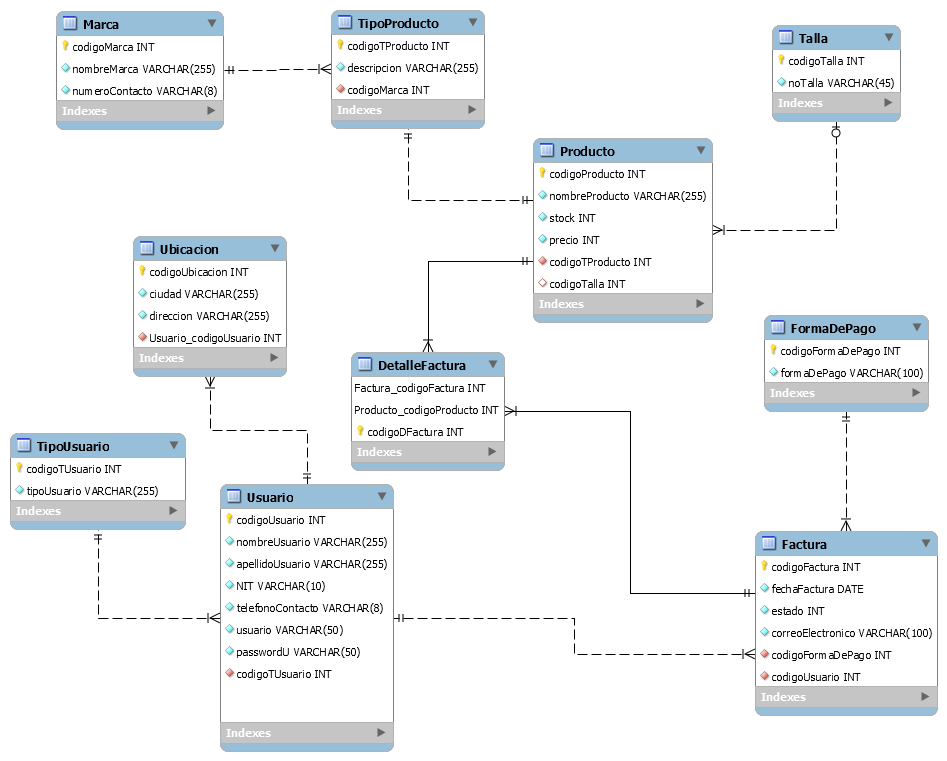 Marca
codigoMarca INT
nombreMarca VARCHAR(255)
numeroContacto VARCHAR(8)
Indexes
TipoProducto
codigoTProducto INT
descripcion VARCHAR(255)
codigoMarca INT
Indexes
Talla
codigoTalla INT
noTalla VARCHAR(45)
Indexes
Producto
codigoProducto INT
nombreProducto VARCHAR(255)
stock INT
precio INT
codigoTProducto INT
codigoTalla INT
Indexes
Ubicacion
codigoUbicacion INT
ciudad VARCHAR(255)
direccion VARCHAR(255)
Usuario_codigoUsuario INT
Indexes
FormaDePago
codigoFormaDePago INT
formaDePago VARCHAR(100)
Indexes
DetalleFactura
Factura_codigoFactura INT
Producto_codigoProducto INT
codigoDFactura INT
Indexes
TipoUsuario
codigoTUsuario INT
tipoUsuario VARCHAR(255)
Indexes
Usuario
codigoUsuario INT
nombreUsuario VARCHAR(255)
apellidoUsuario VARCHAR(255)
NIT VARCHAR(10)
telefonoContacto VARCHAR(8)
usuario VARCHAR(50)
passwordU VARCHAR(50)
codigoTUsuario INT
Indexes
Factura
codigoFactura INT
fechaFactura DATE
estado INT
correoElectronico VARCHAR(100)
codigoFormaDePago INT
codigoUsuario INT
Indexes